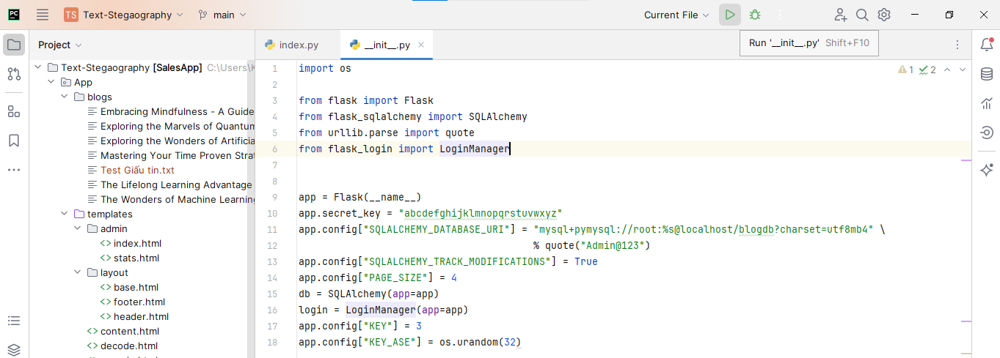 PC TS Text-Stegaography main Current File
Project index.py __init__.py Run '__init__.py' Shift+F10
Text-Stegaography [SalesApp] C:\Users\
App
blogs
Embracing Mindfulness - A Guide
Exploring the Marvels of Quantum
Exploring the Wonders of Artificia
Mastering Your Time Proven Strat
Test Giấu tin.txt
The Lifelong Learning Advantage
The Wonders of Machine Learning
templates
admin
index.html
stats.html
layout
base.html
footer.html
header.html
content.html
decode.html
1 import os
2
3 from flask import Flask
4 from flask_sqlalchemy import SQLAlchemy
5 from urllib.parse import quote
6 from flask_login import LoginManager
7
8
9 app = Flask(__name__)
10 app.secret_key = "abcdefghijklmnopqrstuvwxyz"
11 app.config["SQLALCHEMY_DATABASE_URI"] = "mysql+pymysql://root:%s@localhost/blogdb?charset=utf8mb4" \
12 % quote("Admin@123")
13 app.config["SQLALCHEMY_TRACK_MODIFICATIONS"] = True
14 app.config["PAGE_SIZE"] = 4
15 db = SQLAlchemy(app=app)
16 login = LoginManager(app=app)
17 app.config["KEY"] = 3
18 app.config["KEY_ASE"] = os.urandom(32)
1 2